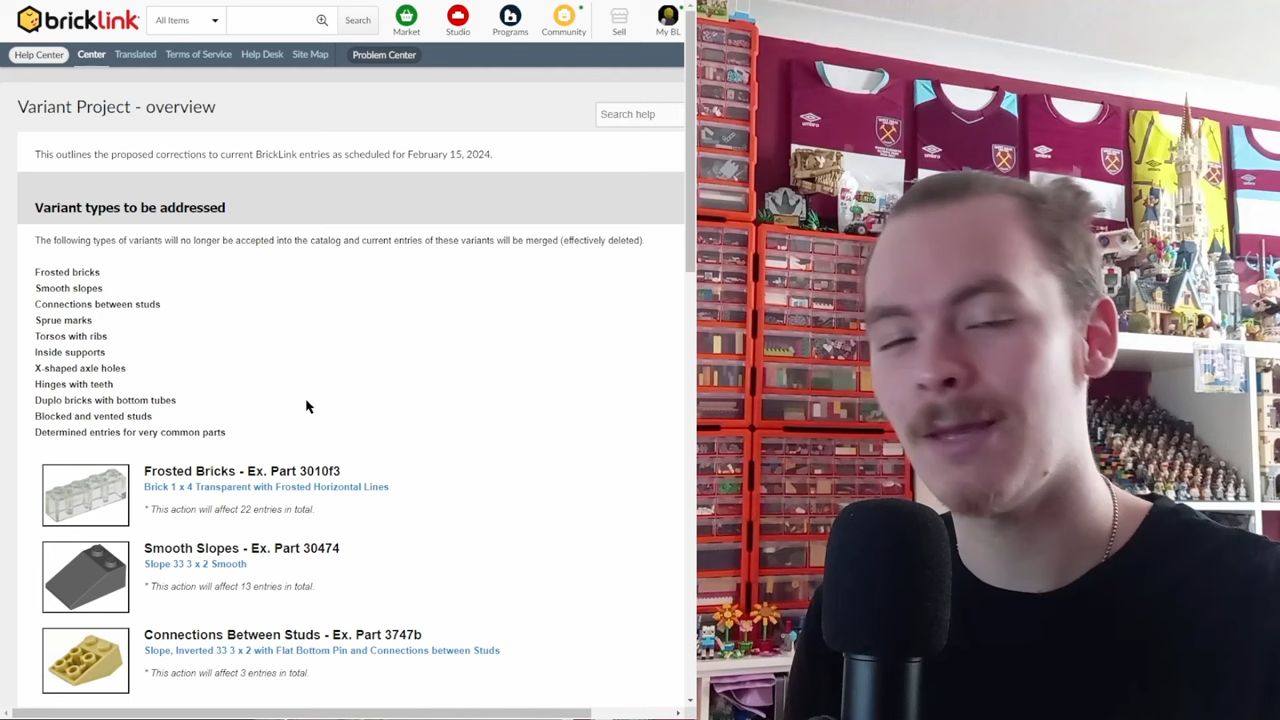 bricklink
All Items
Search
Market
Studio
Programs
Community
Sell
My BL
Help Center
Center
Translated
Terms of Service
Help Desk
Site Map
Problem Center
Variant Project - overview
Search help
This outlines the proposed corrections to current BrickLink entries as scheduled for February 15, 2024.
Variant types to be addressed
The following types of variants will no longer be accepted into the catalog and current entries of these variants will be merged (effectively deleted).
Frosted bricks
Smooth slopes
Connections between studs
Sprue marks
Torsos with ribs
Inside supports
X-shaped axle holes
Hinges with teeth
Duplo bricks with bottom tubes
Blocked and vented studs
Determined entries for very common parts
Frosted Bricks - Ex. Part 3010f3
Brick 1 x 4 Transparent with Frosted Horizontal Lines
* This action will affect 22 entries in total.
Smooth Slopes - Ex. Part 30474
Slope 33 3 x 2 Smooth
* This action will affect 13 entries in total.
Connections Between Studs - Ex. Part 3747b
Slope, Inverted 33 3 x 2 with Flat Bottom Pin and Connections between Studs
* This action will affect 3 entries in total.
umbro
umbro
umbro